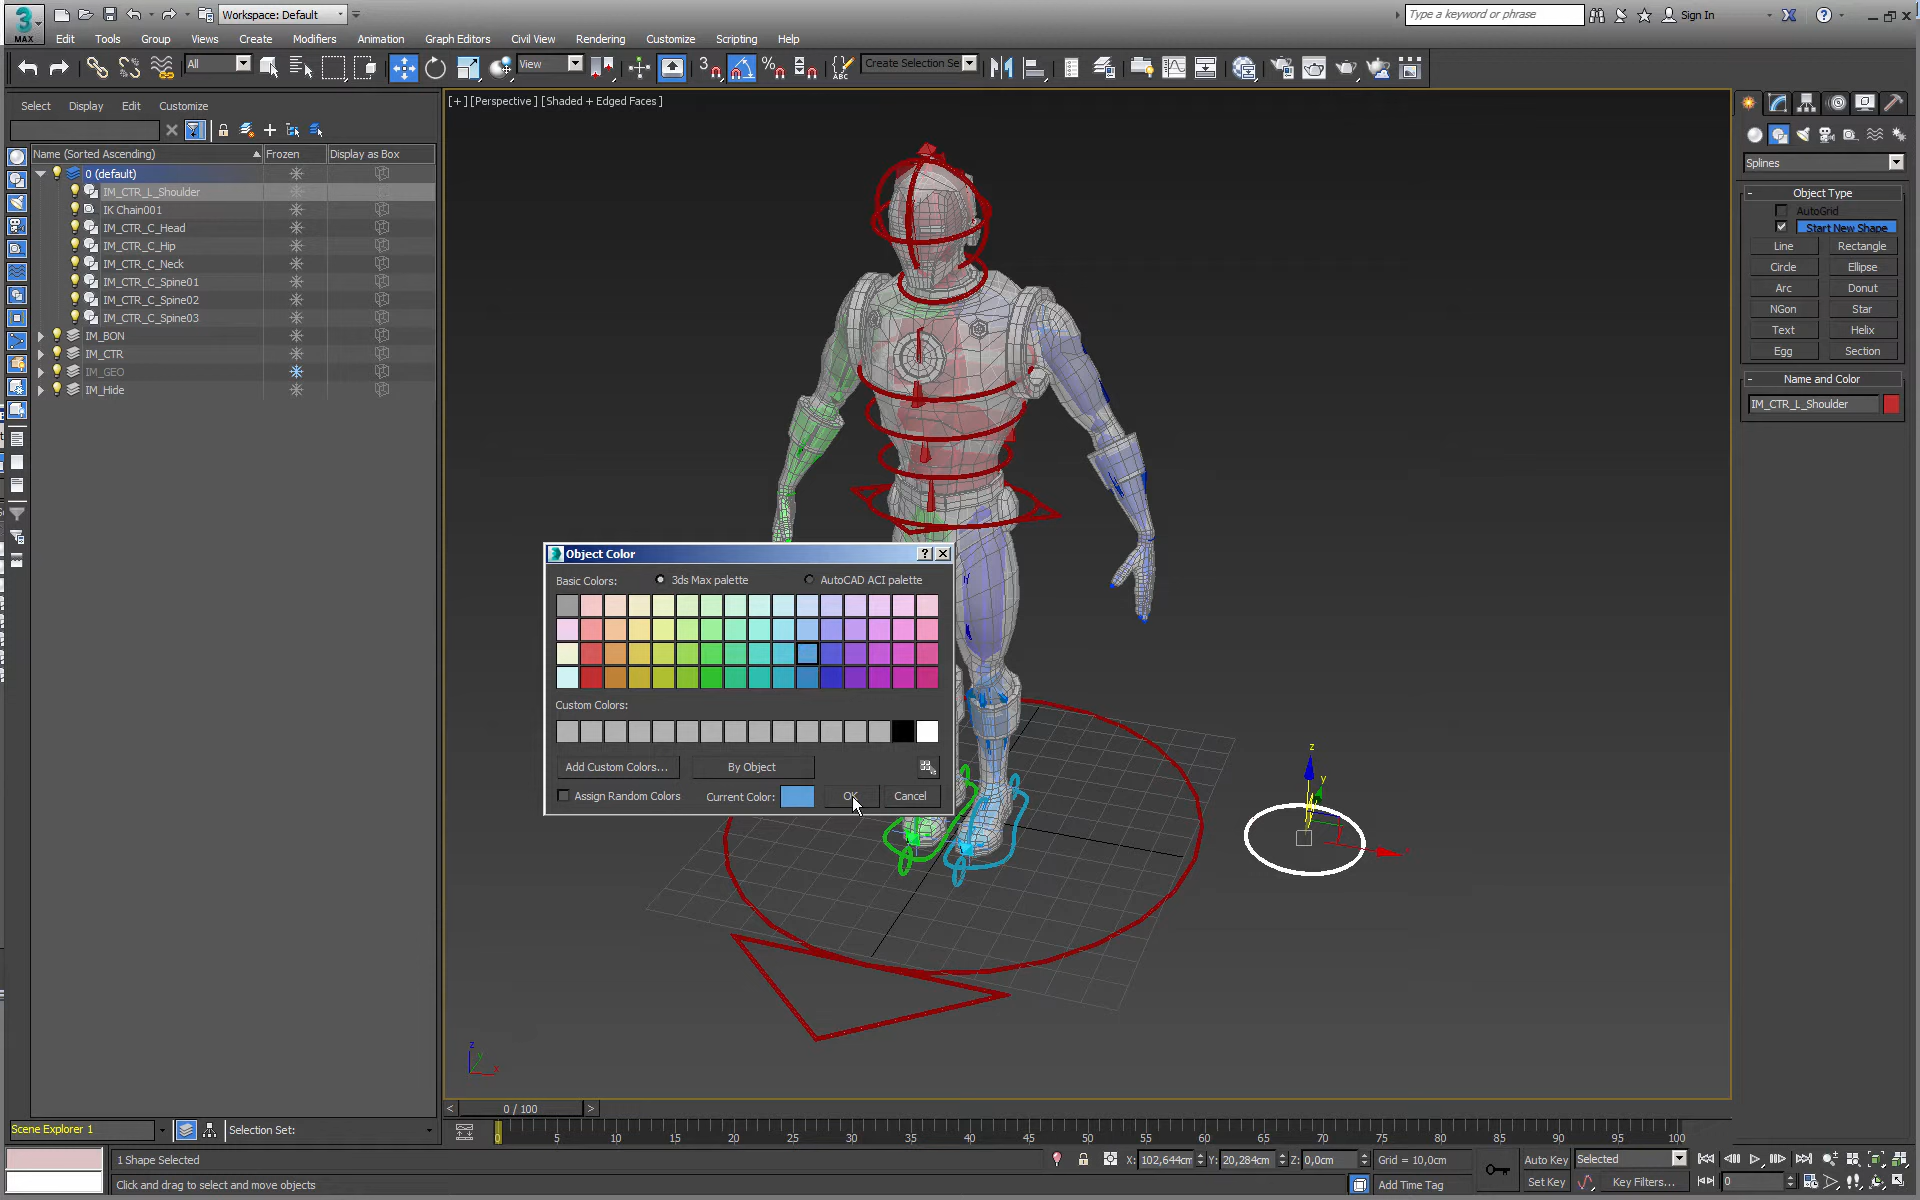 3
MAX
Workspace: Default
Type a keyword or phrase
Sign In
Edit Tools Group Views Create Modifiers Animation Graph Editors Civil View Rendering Customize Scripting Help
All
View
3
%
ABC
Create Selection Se
Select Display Edit Customize
Name (Sorted Ascending) Frozen Display as Box
0 (default)
IM_CTR_L_Shoulder
IK Chain001
IM_CTR_C_Head
IM_CTR_C_Hip
IM_CTR_C_Neck
IM_CTR_C_Spine01
IM_CTR_C_Spine02
IM_CTR_C_Spine03
IM_BON
IM_CTR
IM_GEO
IM_Hide
[+] [Perspective] [Shaded + Edged Faces]
Splines
Object Type
AutoGrid
Start New Shape
Line Rectangle
Circle Ellipse
Arc Donut
NGon Star
Text Helix
Egg Section
Name and Color
IM_CTR_L_Shoulder
Object Color
Basic Colors: 3ds Max palette AutoCAD ACI palette
Custom Colors:
Add Custom Colors... By Object
Assign Random Colors Current Color: OK Cancel
z
y
x
z
y
x
< 0 / 100 >
0 5 10 15 20 25 30 35 40 45 50 55 60 65 70 75 80 85 90 95 100
Scene Explorer 1 Selection Set:
1 Shape Selected X: 102,644cm Y: 20,284cm Z: 0,0cm Grid = 10,0cm Auto Key Selected
Click and drag to select and move objects Add Time Tag Set Key Key Filters... 0